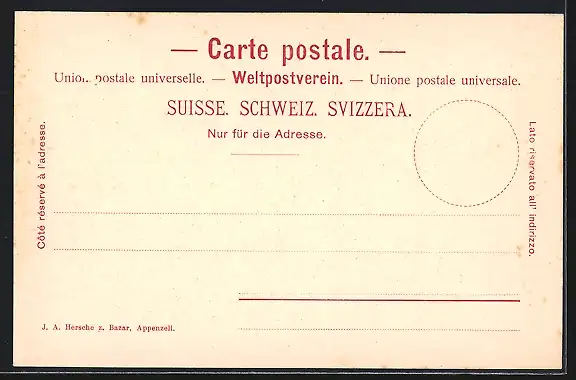 — Carte postale. —
Union postale universelle. — Weltpostverein. — Unione postale universale.
SUISSE. SCHWEIZ. SVIZZERA.
Nur für die Adresse.
Côté réservé à l'adresse.
Lato riservato all' indirizzo.
J. A. Hersche z. Bazar, Appenzell.